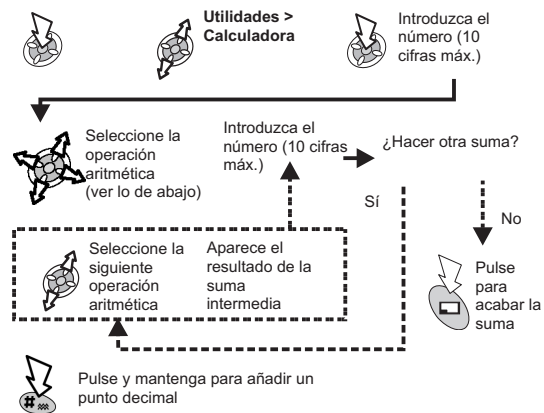 Utilidades >
Calculadora
Introduzca el
número (10
cifras máx.)
Seleccione la
operación
aritmética
(ver lo de abajo)
Introduzca el
número (10 cifras
máx.)
¿Hacer otra suma?
Sí
No
Seleccione la
siguiente
operación
aritmética
Aparece el
resultado de la
suma
intermedia
Pulse
para
acabar la
suma
#
Pulse y mantenga para añadir un
punto decimal